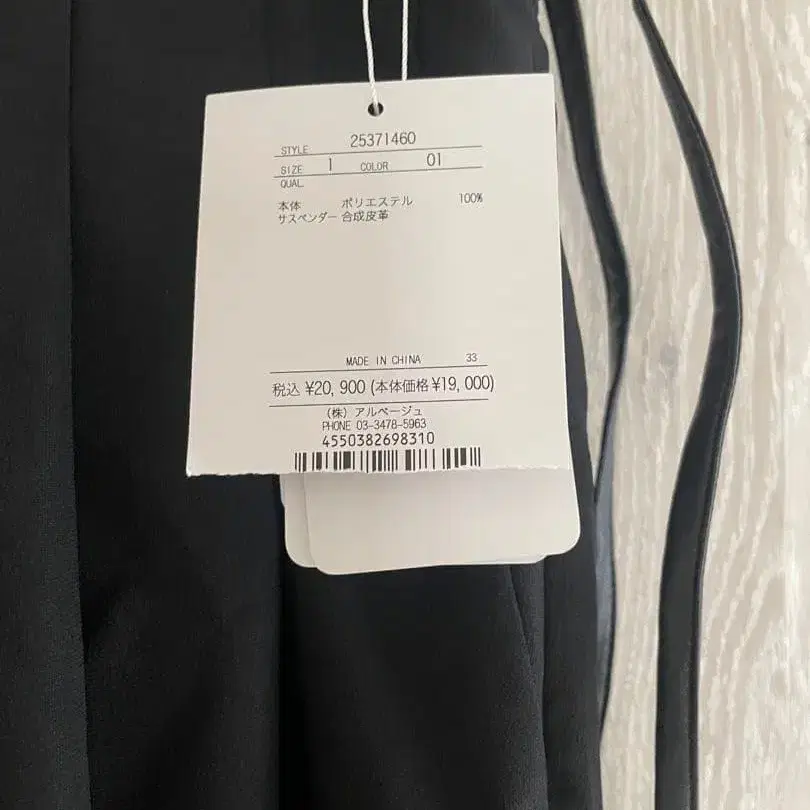 STYLE 25371460
SIZE 1 COLOR 01
QUAL.
本体 ポリエステル 100%
サスペンダー 合成皮革
MADE IN CHINA 33
税込 ¥20,900 (本体価格¥19,000)
(株) アルページュ
PHONE 03-3478-5963
4550382698310